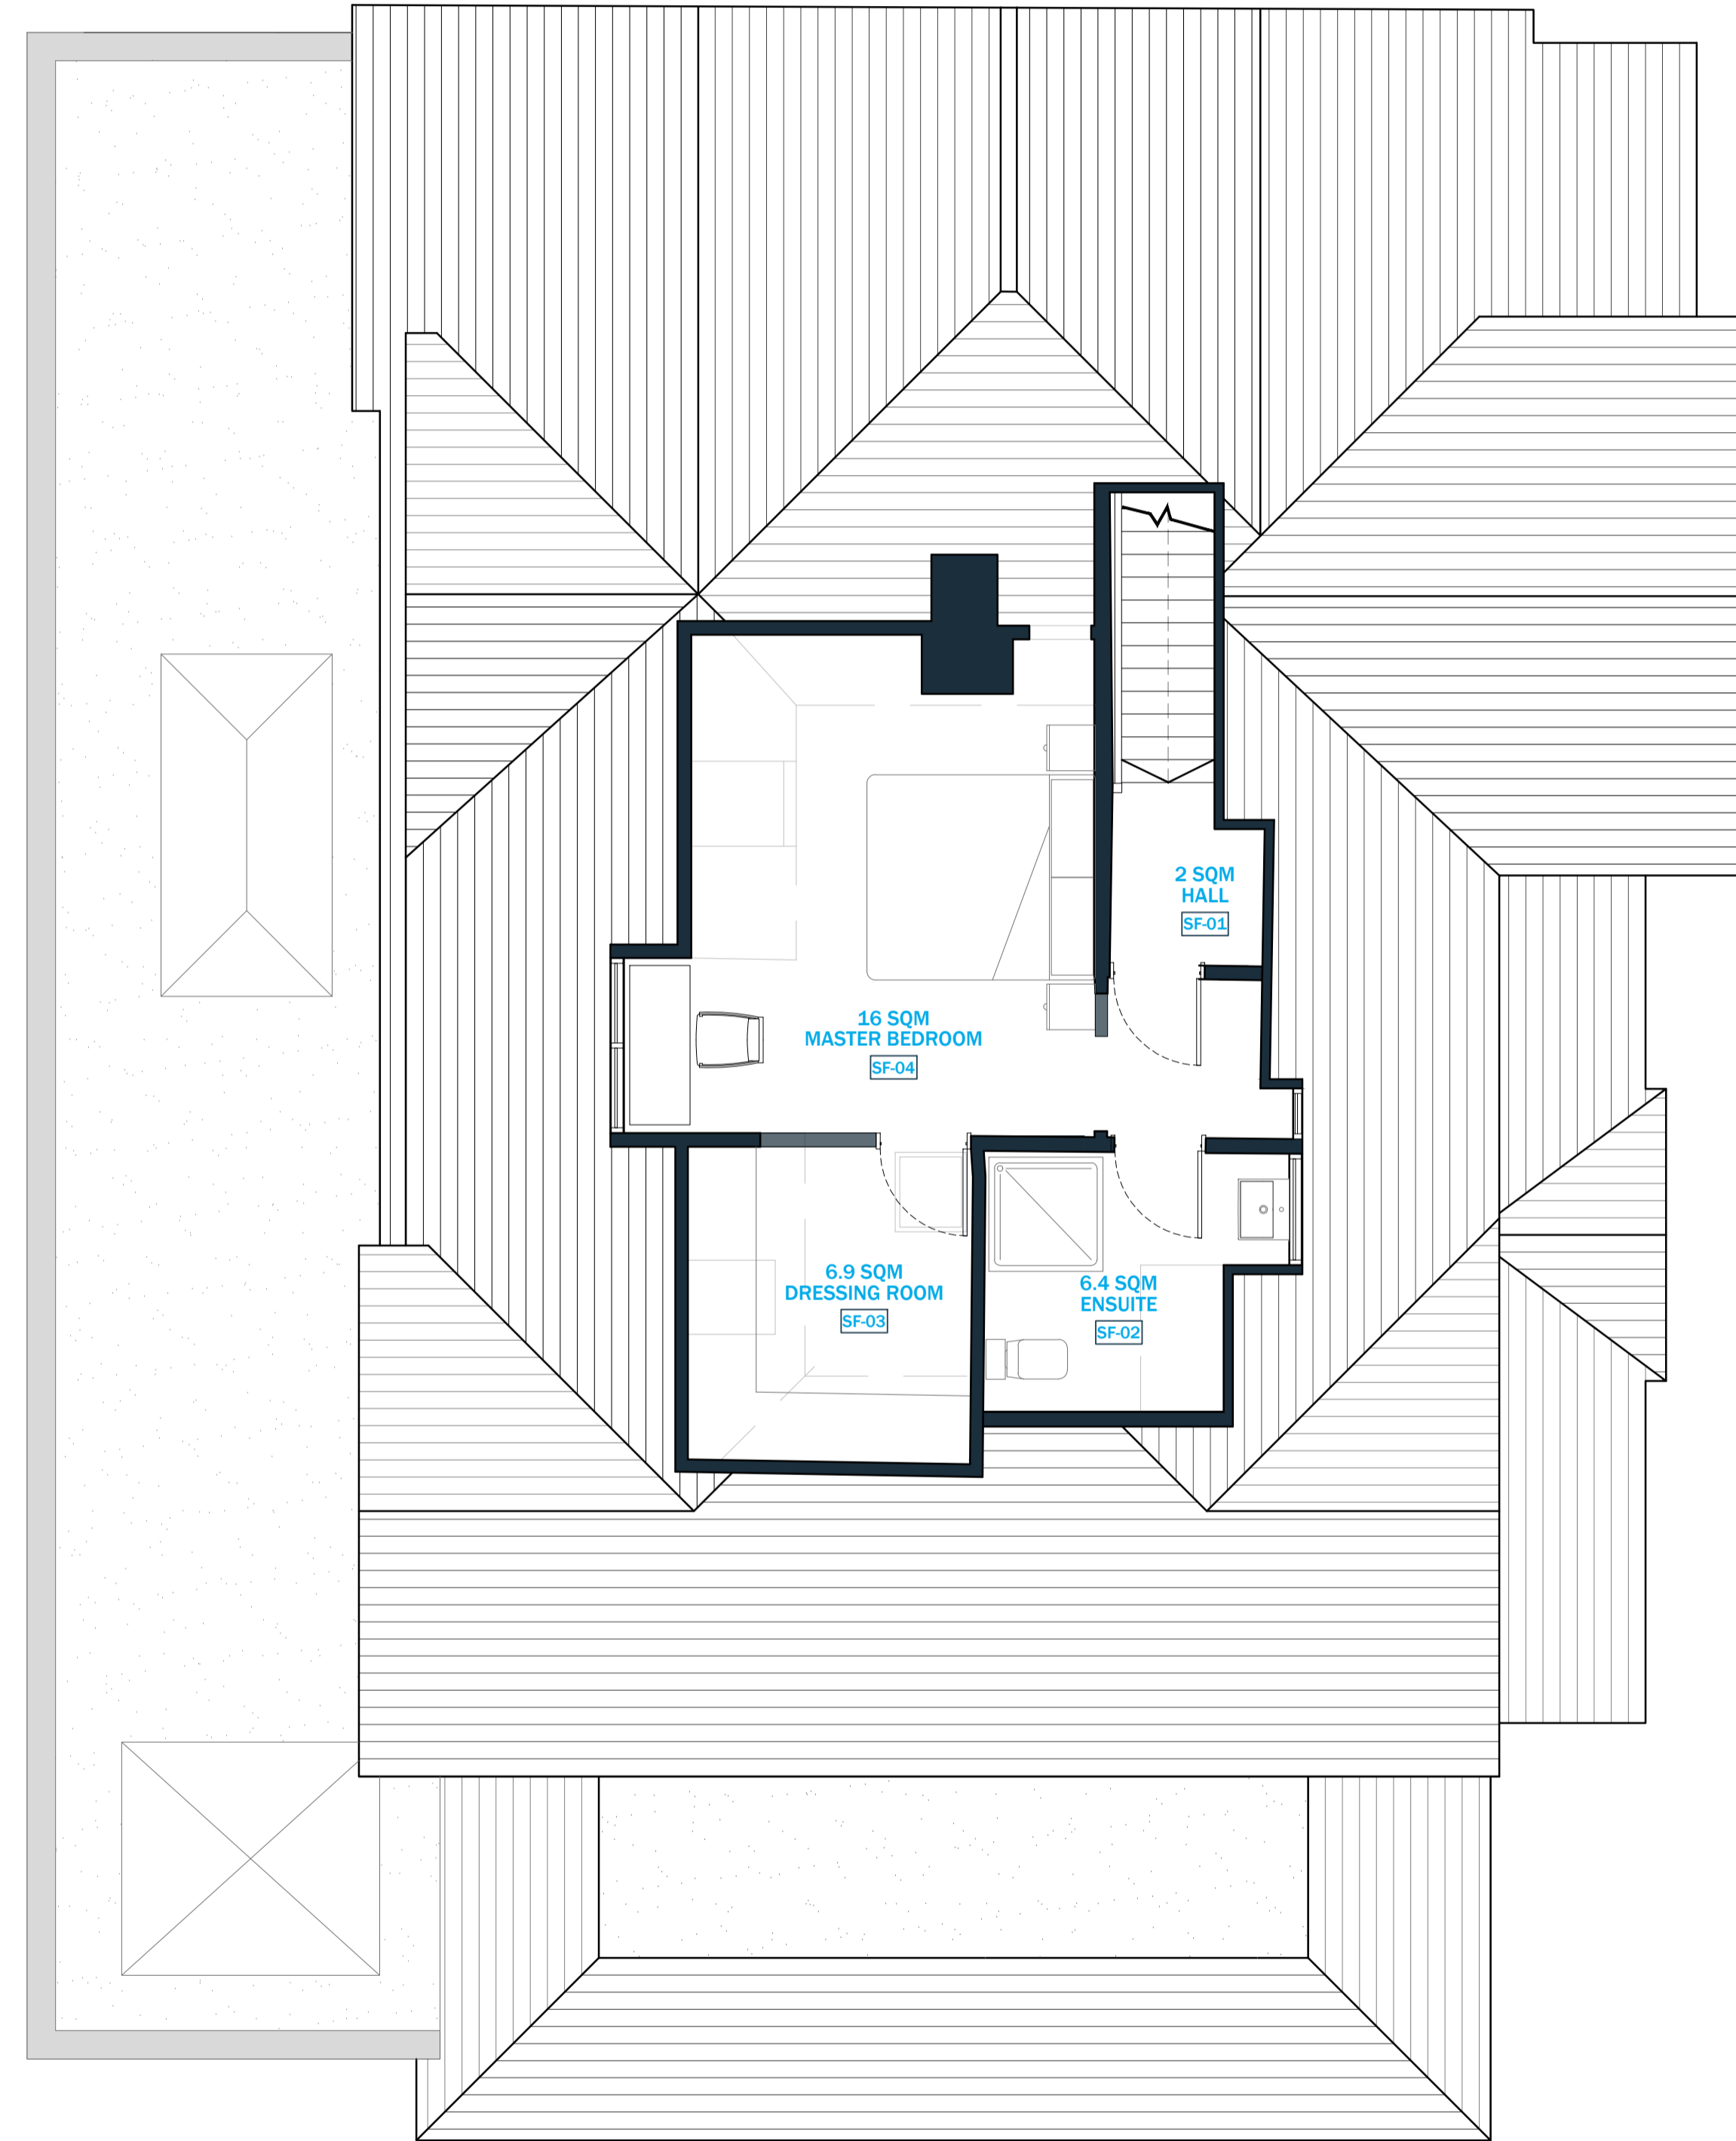 2 SQM
HALL
SF-01
16 SQM
MASTER BEDROOM
SF-04
6.9 SQM
DRESSING ROOM
SF-03
6.4 SQM
ENSUITE
SF-02